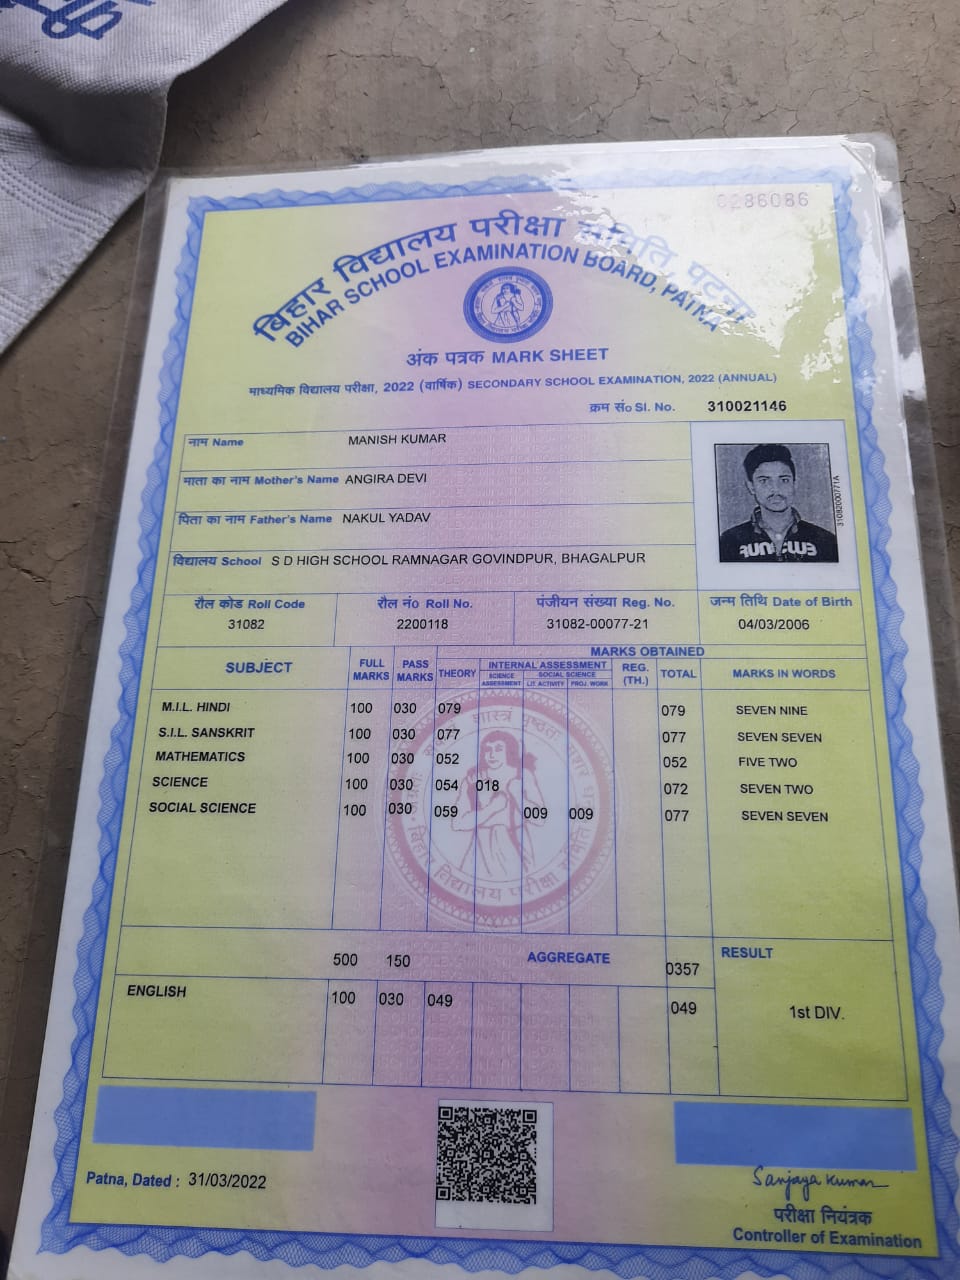 0286086
बिहार विद्यालय परीक्षा समिति, पटना
BIHAR SCHOOL EXAMINATION BOARD, PATNA
अंक पत्रक MARK SHEET
माध्यमिक विद्यालय परीक्षा, 2022 (वार्षिक) SECONDARY SCHOOL EXAMINATION, 2022 (ANNUAL)
क्रम सं० Sl. No. 310021146
नाम Name MANISH KUMAR
माता का नाम Mother's Name ANGIRA DEVI
पिता का नाम Father's Name NAKUL YADAV
विद्यालय School S D HIGH SCHOOL RAMNAGAR GOVINDPUR, BHAGALPUR
31082000771A
रौल कोड Roll Code रौल नं० Roll No. पंजीयन संख्या Reg. No. जन्म तिथि Date of Birth
31082 2200118 31082-00077-21 04/03/2006
MARKS OBTAINED
SUBJECT FULL MARKS PASS MARKS THEORY INTERNAL ASSESSMENT REG. (TH.) TOTAL MARKS IN WORDS
SCIENCE ASSESSMENT SOCIAL SCIENCE
LIT. ACTIVITY PROJ. WORK
M.I.L. HINDI 100 030 079 079 SEVEN NINE
S.I.L. SANSKRIT 100 030 077 077 SEVEN SEVEN
MATHEMATICS 100 030 052 052 FIVE TWO
SCIENCE 100 030 054 018 072 SEVEN TWO
SOCIAL SCIENCE 100 030 059 009 009 077 SEVEN SEVEN
बिहार विद्यालय परीक्षा समिति
500 150 AGGREGATE 0357 RESULT
ENGLISH 100 030 049 049 1st DIV.
Patna, Dated : 31/03/2022
Sanjaya Kumar
परीक्षा नियंत्रक
Controller of Examination